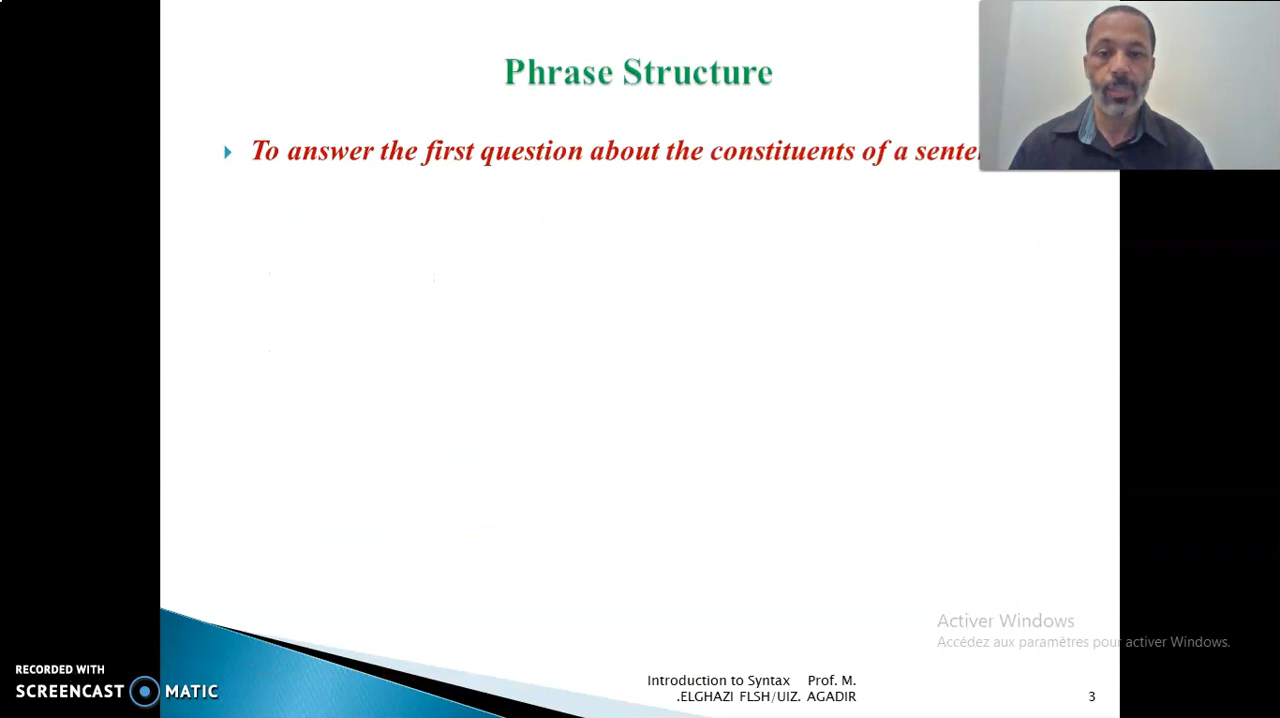 Phrase Structure
To answer the first question about the constituents of a
Activer Windows
Accédez aux paramètres pour activer Windows.
RECORDED WITH
SCREENCAST MATIC
Introduction to Syntax Prof. M.
.ELGHAZI FLSH/UIZ. AGADIR
3